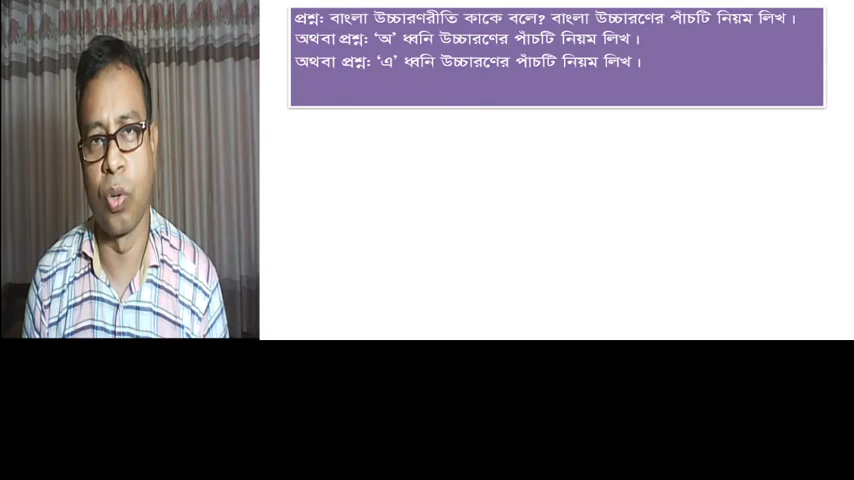 প্রশ্ন: বাংলা উচ্চারণরীতি কাকে বলে? বাংলা উচ্চারণের পাঁচটি নিয়ম লিখ।
অথবা প্রশ্ন: ‘অ’ ধ্বনি উচ্চারণের পাঁচটি নিয়ম লিখ।
অথবা প্রশ্ন: ‘এ’ ধ্বনি উচ্চারণের পাঁচটি নিয়ম লিখ।